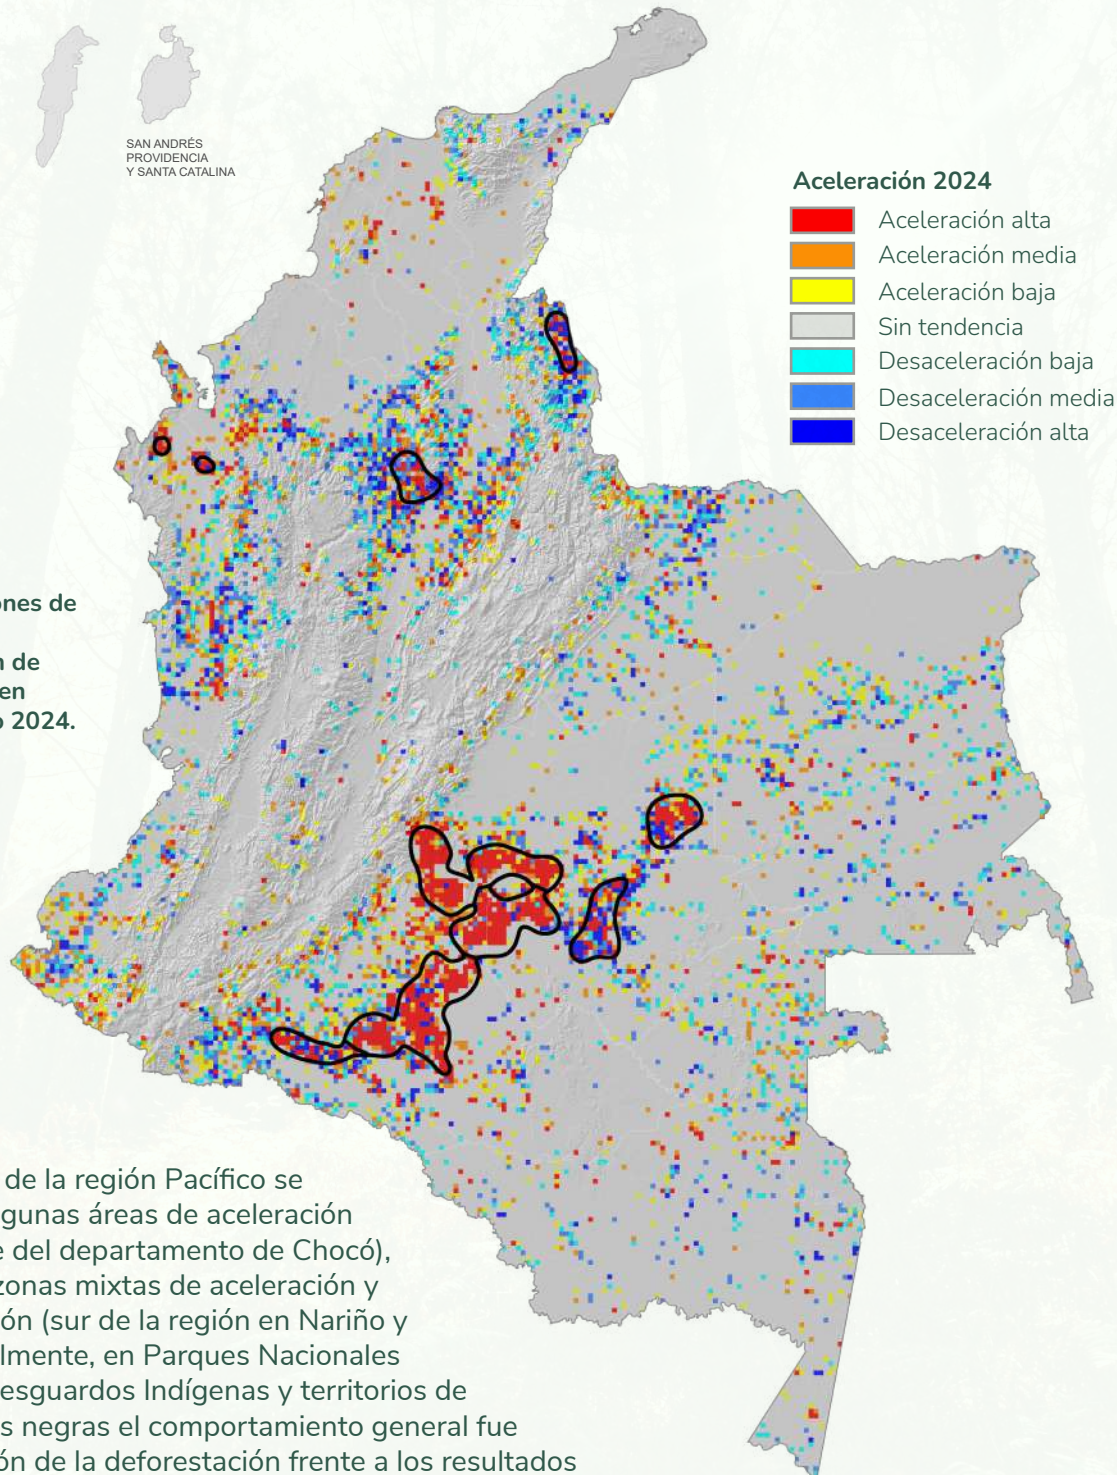 SAN ANDRÉS
PROVIDENCIA
Y SANTA CATALINA
Aceleración 2024
Aceleración alta
Aceleración media
Aceleración baja
Sin tendencia
Desaceleración baja
Desaceleración media
Desaceleración alta
nes de
de
en
2024.
de la región Pacífico se
gunas áreas de aceleración
del departamento de Chocó),
zonas mixtas de aceleración y
ón (sur de la región en Nariño y
lmente, en Parques Nacionales
esguardos Indígenas y territorios de
s negras el comportamiento general fue
ón de la deforestación frente a los resultados